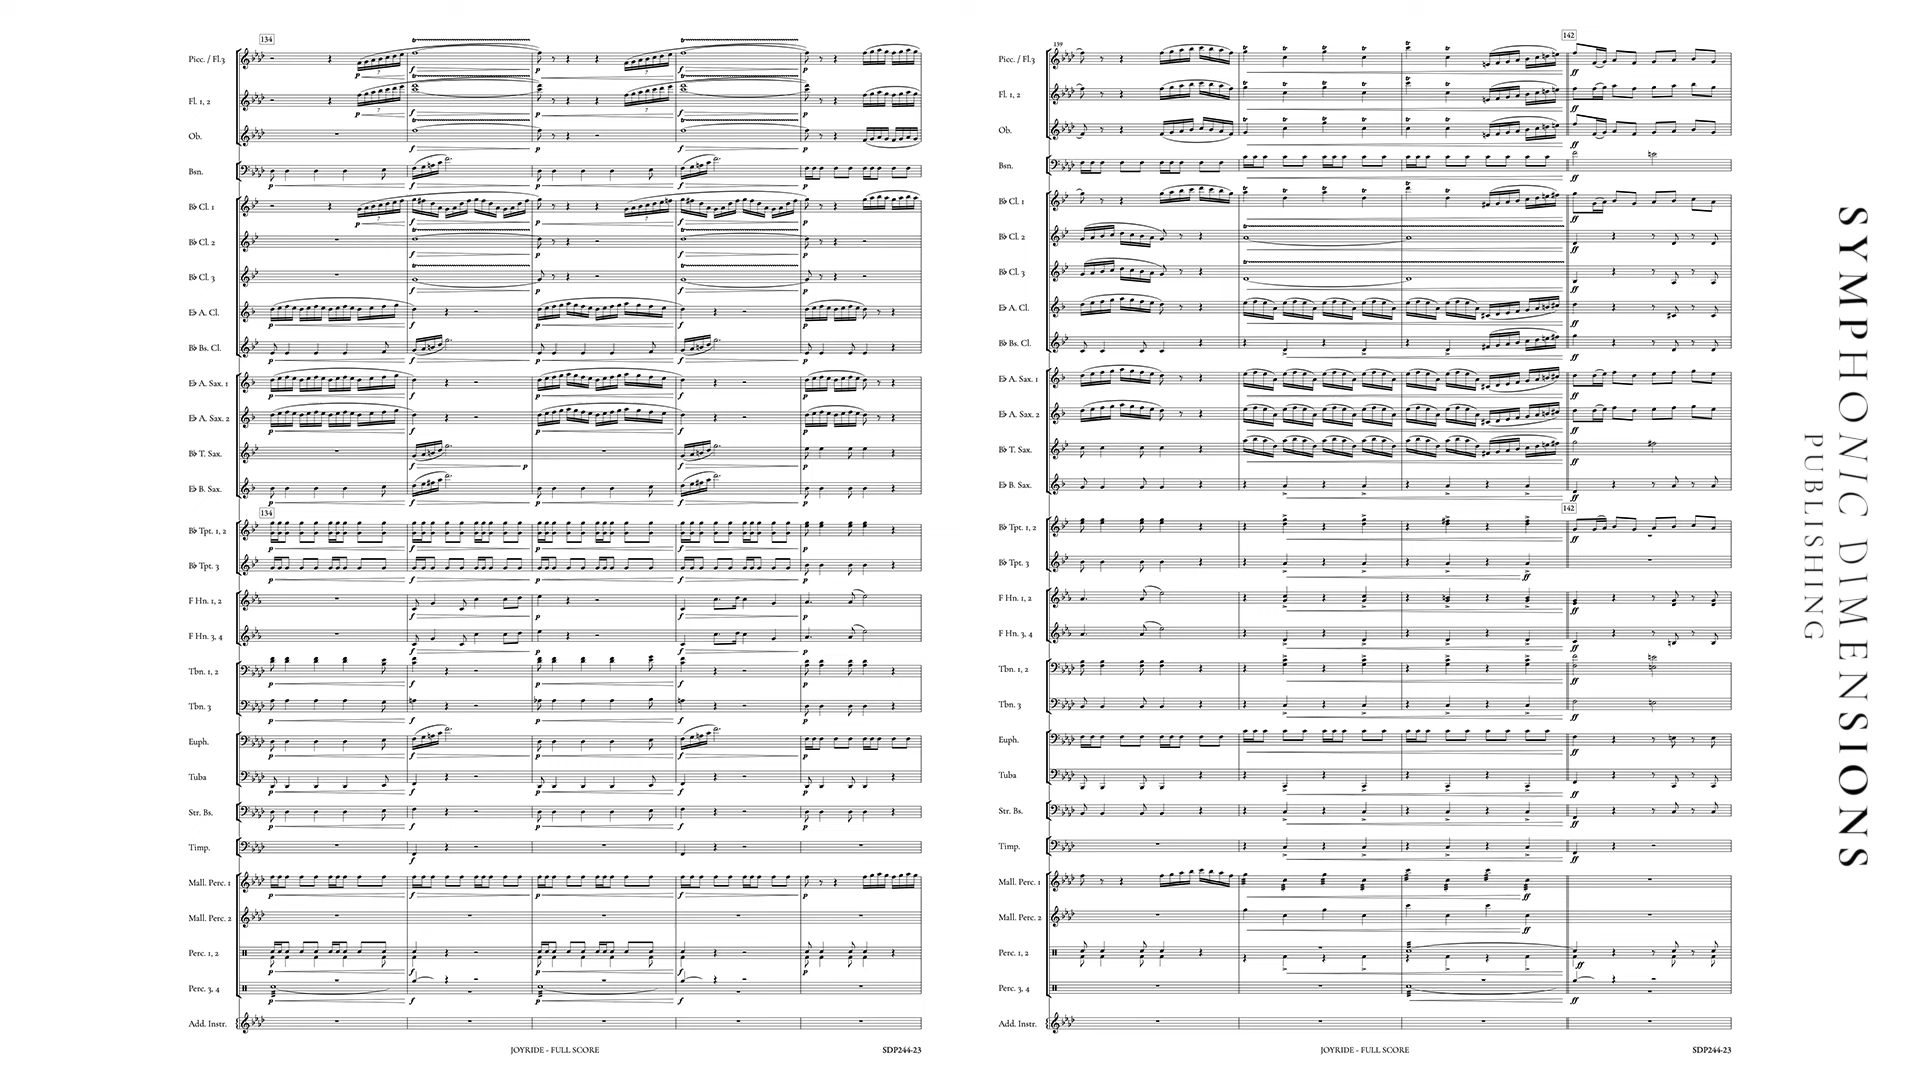 134
Picc. / Fl.3
Fl. 1, 2
Ob.
Bsn.
B♭ Cl. 1
B♭ Cl. 2
B♭ Cl. 3
E♭ A. Cl.
B♭ Bs. Cl.
E♭ A. Sax. 1
E♭ A. Sax. 2
B♭ T. Sax.
E♭ B. Sax.
134
B♭ Tpt. 1, 2
B♭ Tpt. 3
F Hn. 1, 2
F Hn. 3, 4
Tbn. 1, 2
Tbn. 3
Euph.
Tuba
Str. Bs.
Timp.
Mall. Perc. 1
Mall. Perc. 2
Perc. 1, 2
Perc. 3, 4
Add. Instr.
JOYRIDE - FULL SCORE
SDP244-23
139
142
Picc. / Fl.3
Fl. 1, 2
Ob.
Bsn.
B♭ Cl. 1
B♭ Cl. 2
B♭ Cl. 3
E♭ A. Cl.
B♭ Bs. Cl.
E♭ A. Sax. 1
E♭ A. Sax. 2
B♭ T. Sax.
E♭ B. Sax.
142
B♭ Tpt. 1, 2
B♭ Tpt. 3
F Hn. 1, 2
F Hn. 3, 4
Tbn. 1, 2
Tbn. 3
Euph.
Tuba
Str. Bs.
Timp.
Mall. Perc. 1
Mall. Perc. 2
Perc. 1, 2
Perc. 3, 4
Add. Instr.
JOYRIDE - FULL SCORE
SDP244-23
SYMPHONIC DIMENSIONS
PUBLISHING